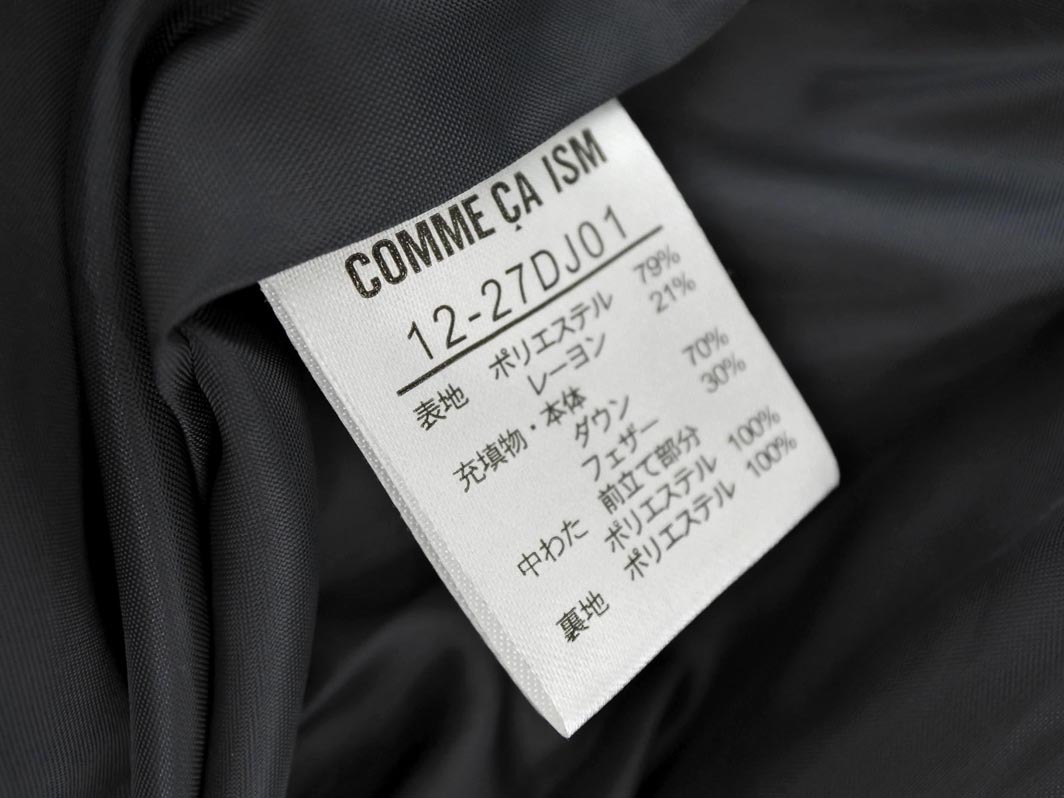 COMME ÇA ISM
12-27DJ01
表地 ポリエステル 79%
レーヨン 21%
充填物・本体
ダウン 70%
フェザー 30%
中わた 前立て部分
ポリエステル 100%
裏地 ポリエステル 100%